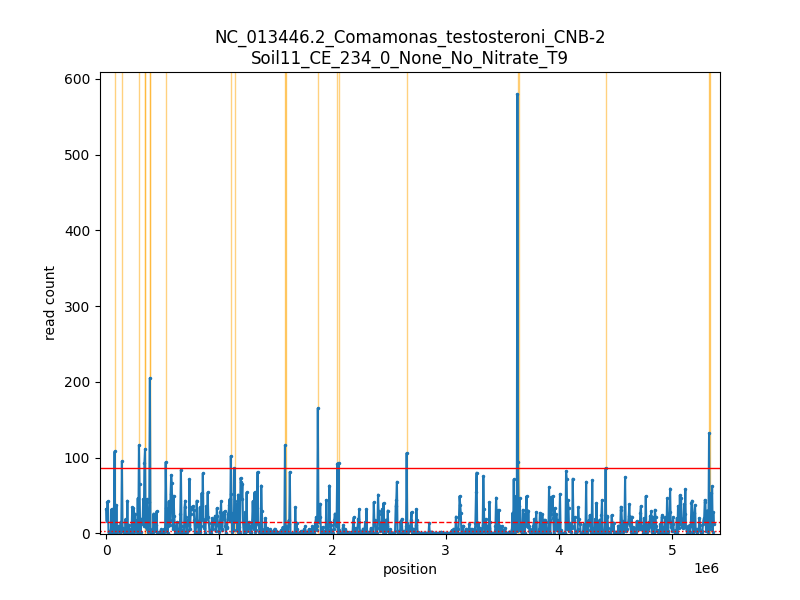 NC_013446.2_Comamonas_testosteroni_CNB-2
Soil11_CE_234_0_None_No_Nitrate_T9
600
500
400
300
200
100
0
read count
0
1
2
3
4
5
1e6
position